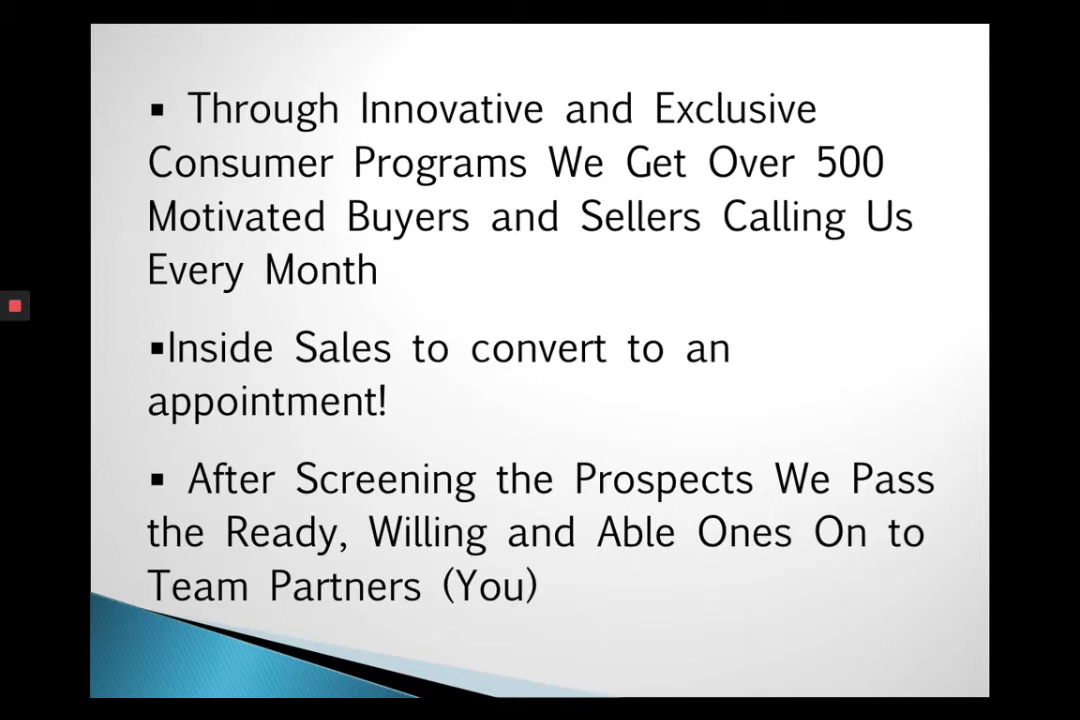 ▪ Through Innovative and Exclusive
Consumer Programs We Get Over 500
Motivated Buyers and Sellers Calling Us
Every Month
▪Inside Sales to convert to an
appointment!
▪ After Screening the Prospects We Pass
the Ready, Willing and Able Ones On to
Team Partners (You)